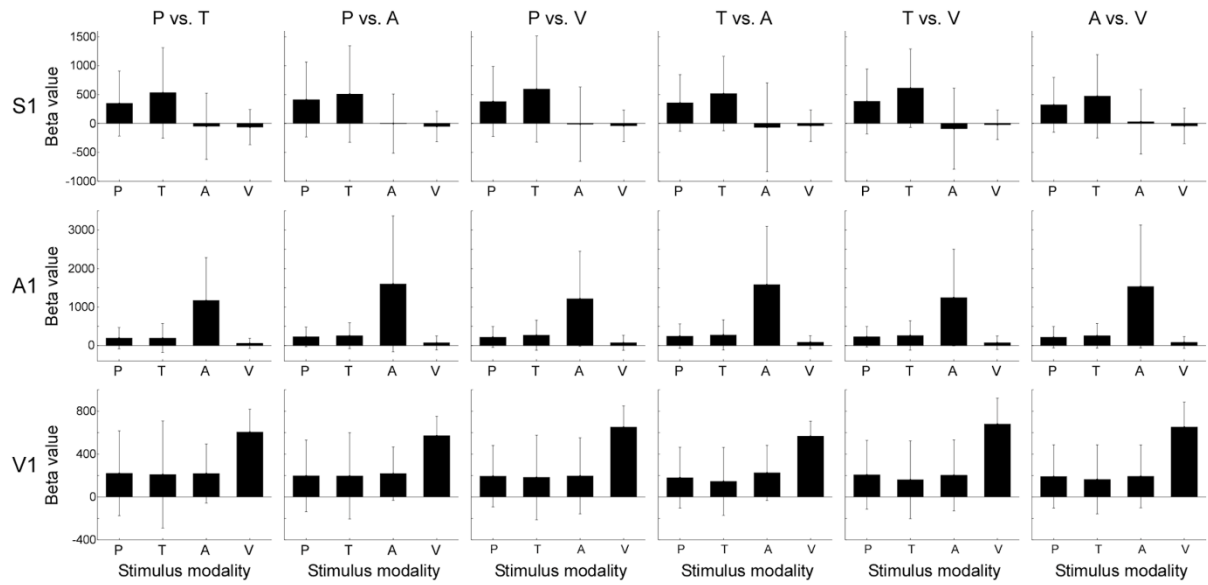 P vs. T P vs. A P vs. V T vs. A T vs. V A vs. V
S1
Beta value
1500
1000
500
0
-500
-1000
P T A V P T A V P T A V P T A V P T A V P T A V
A1
Beta value
3000
2000
1000
0
P T A V P T A V P T A V P T A V P T A V P T A V
V1
Beta value
800
400
0
-400
P T A V P T A V P T A V P T A V P T A V P T A V
Stimulus modality Stimulus modality Stimulus modality Stimulus modality Stimulus modality Stimulus modality